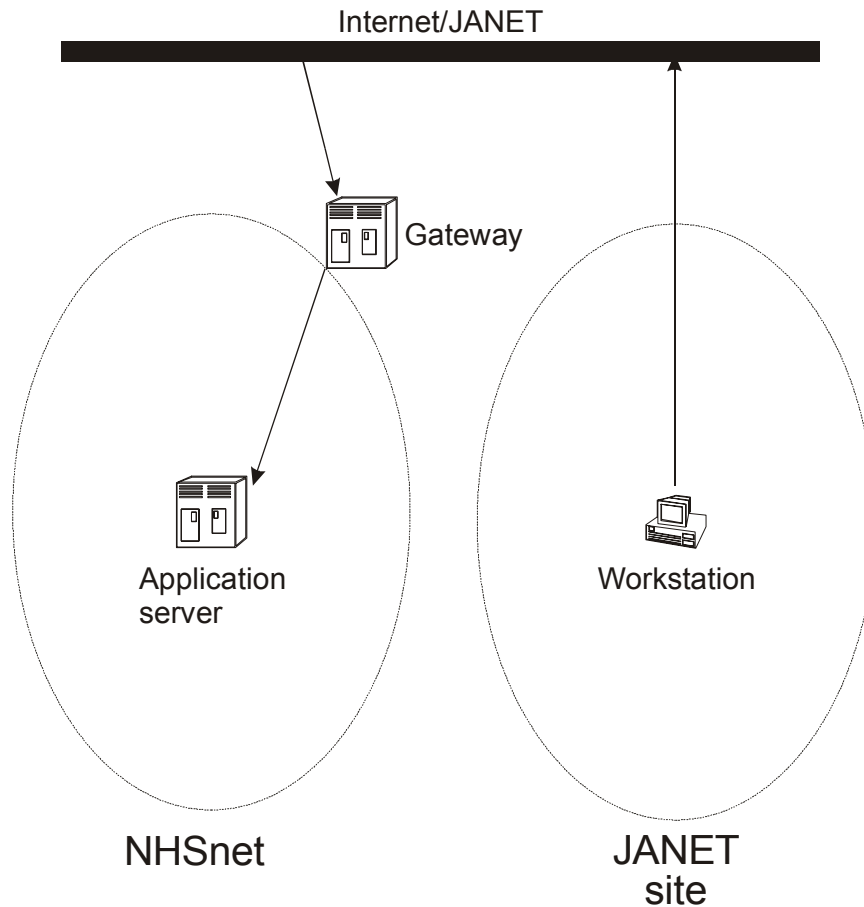 Internet/JANET
Gateway
Application
server
Workstation
NHSnet
JANET
site